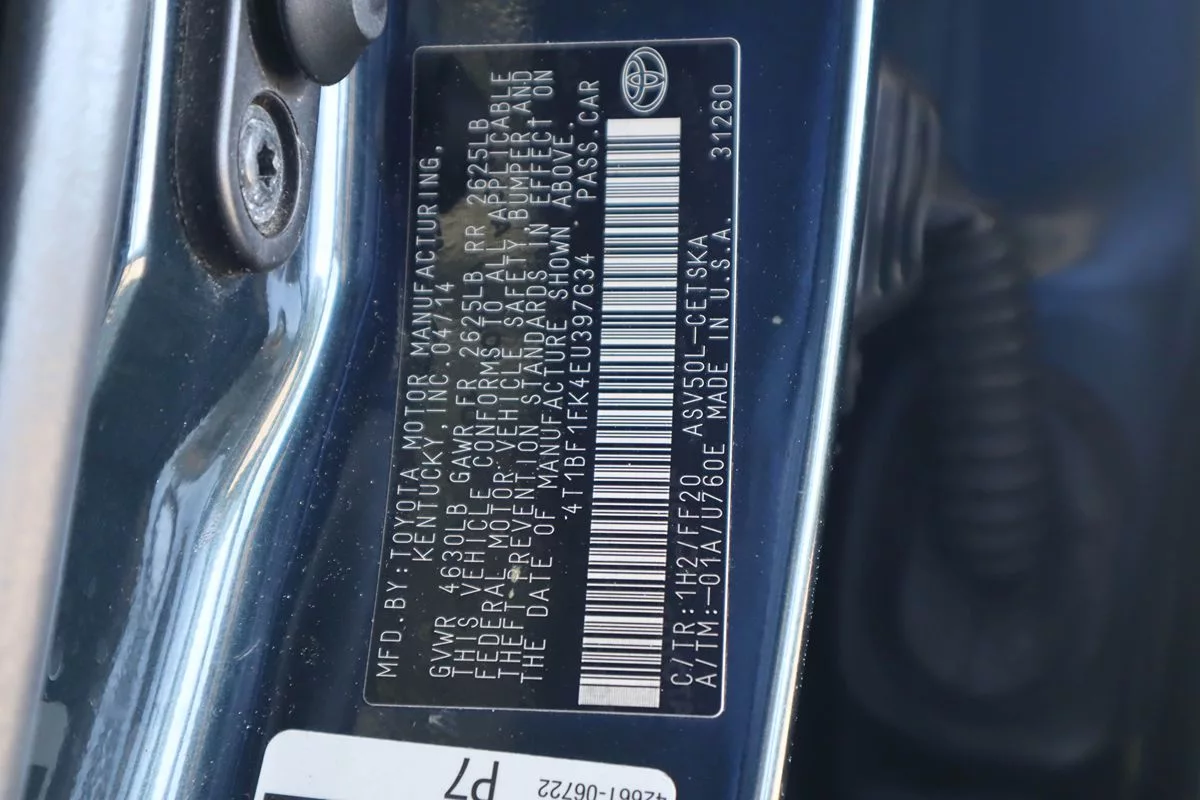 MFD.BY:TOYOTA MOTOR MANUFACTURING,
KENTUCKY,INC.04/14
GVWR 4630LB GAWR FR 2625LB RR 2625LB
THIS VEHICLE CONFORMS TO ALL APPLICABLE
FEDERAL MOTOR VEHICLE SAFETY,BUMPER AND
THEFT PREVENTION STANDARDS IN EFFECT ON
THE DATE OF MANUFACTURE SHOWN ABOVE.
4T1BF1FK4EU397634 PASS.CAR
C/TR:1H2/FF20 ASV50L-CETSKA
A/TM:-01A/U760E MADE IN U.S.A. 31260
P7
42661-06722